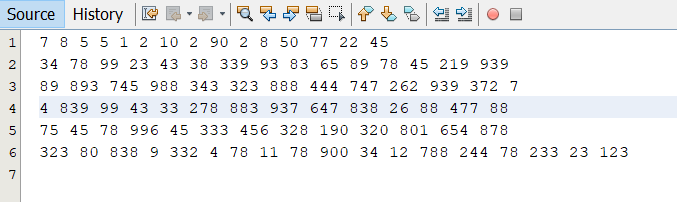 Source History
1 7 8 5 5 1 2 10 2 90 2 8 50 77 22 45
2 34 78 99 23 43 38 339 93 83 65 89 78 45 219 939
3 89 893 745 988 343 323 888 444 747 262 939 372 7
4 4 839 99 43 33 278 883 937 647 838 26 88 477 88
5 75 45 78 996 45 333 456 328 190 320 801 654 878
6 323 80 838 9 332 4 78 11 78 900 34 12 788 244 78 233 23 123
7